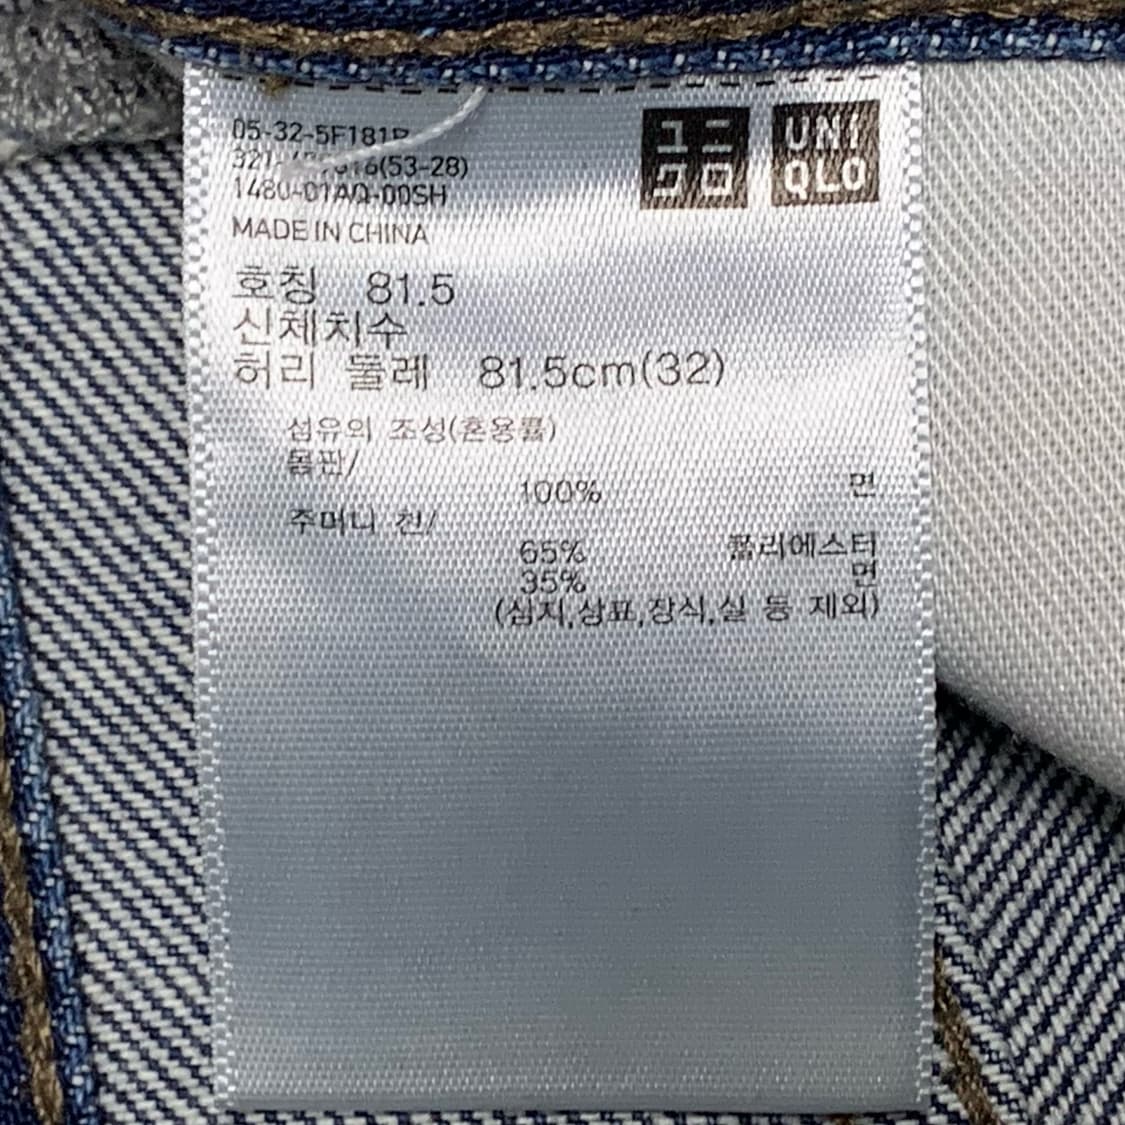 05-32-5F181
(53-28)
1480-01AQ-00SH
MADE IN CHINA
ユニ
クロ
UNI
QLO
호칭 81.5
신체치수
허리 둘레 81.5cm(32)
섬유의 조성(혼용률)
몸판/
100% 면
주머니 천/
65% 폴리에스터
35% 면
(심지,상표,장식,실 등 제외)